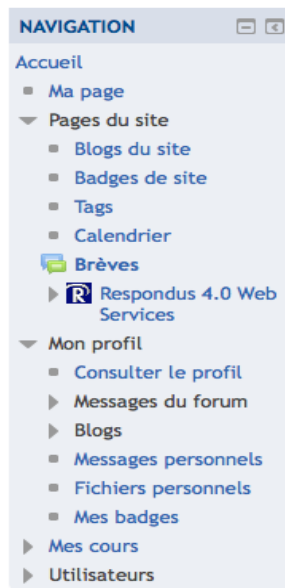 NAVIGATION
Accueil
Ma page
Pages du site
Blogs du site
Badges de site
Tags
Calendrier
Brèves
R Respondus 4.0 Web
Services
Mon profil
Consulter le profil
Messages du forum
Blogs
Messages personnels
Fichiers personnels
Mes badges
Mes cours
Utilisateurs